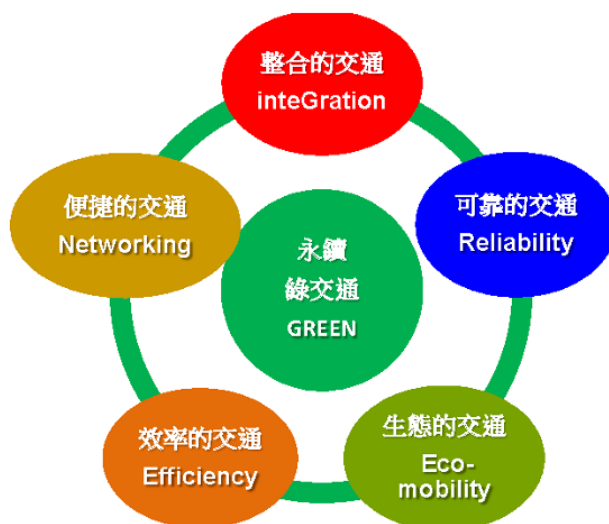 整合的交通
inteGration
可靠的交通
Reliability
生態的交通
Eco-
mobility
效率的交通
Efficiency
便捷的交通
Networking
永續
綠交通
GREEN